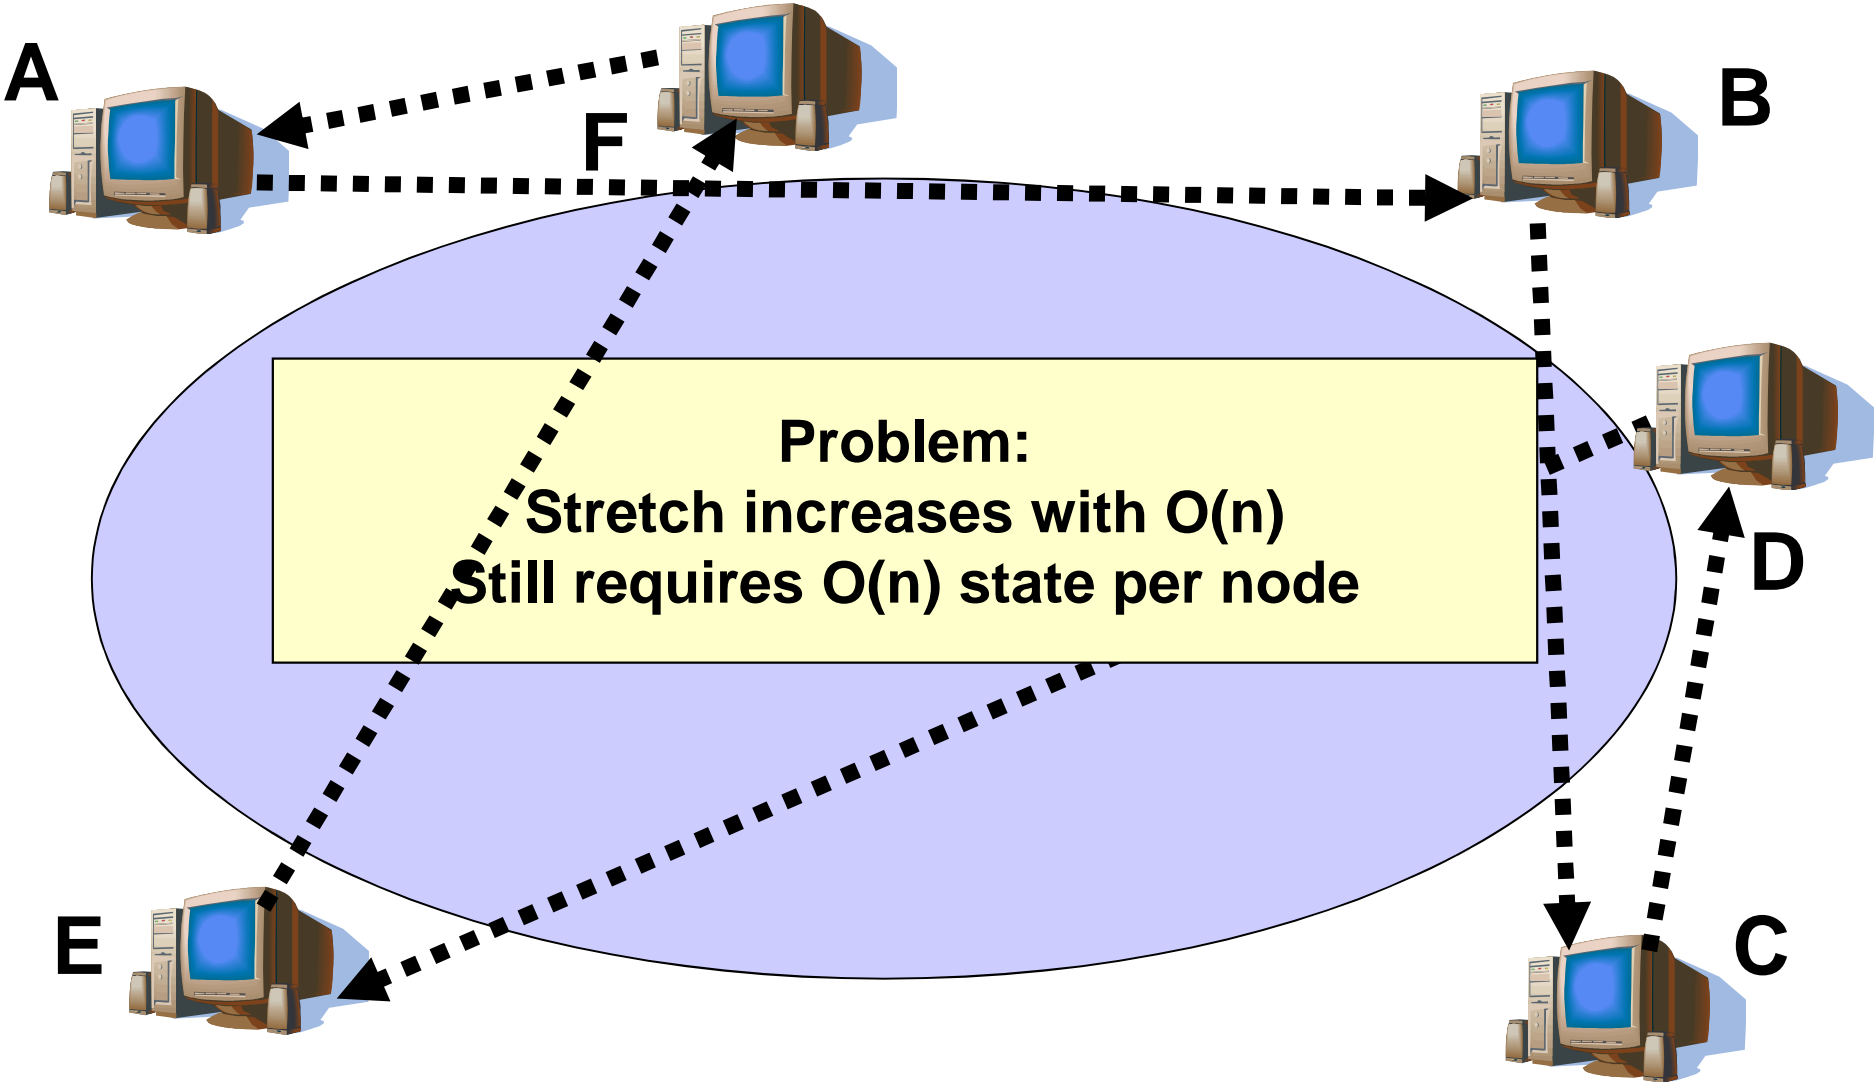 A
F
B
Problem:
Stretch increases with O(n)
Still requires O(n) state per node
D
E
C